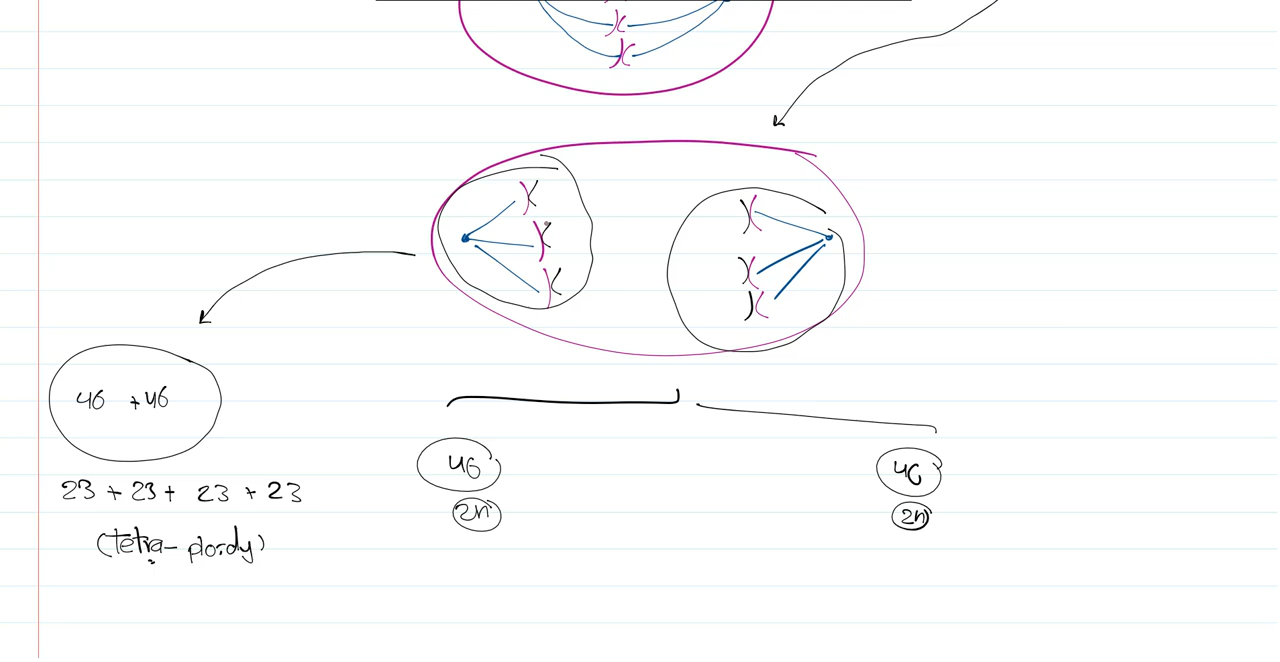 46 + 46
46
46
23 + 23 + 23 + 23
2n
2n
(tetra-ploidy)